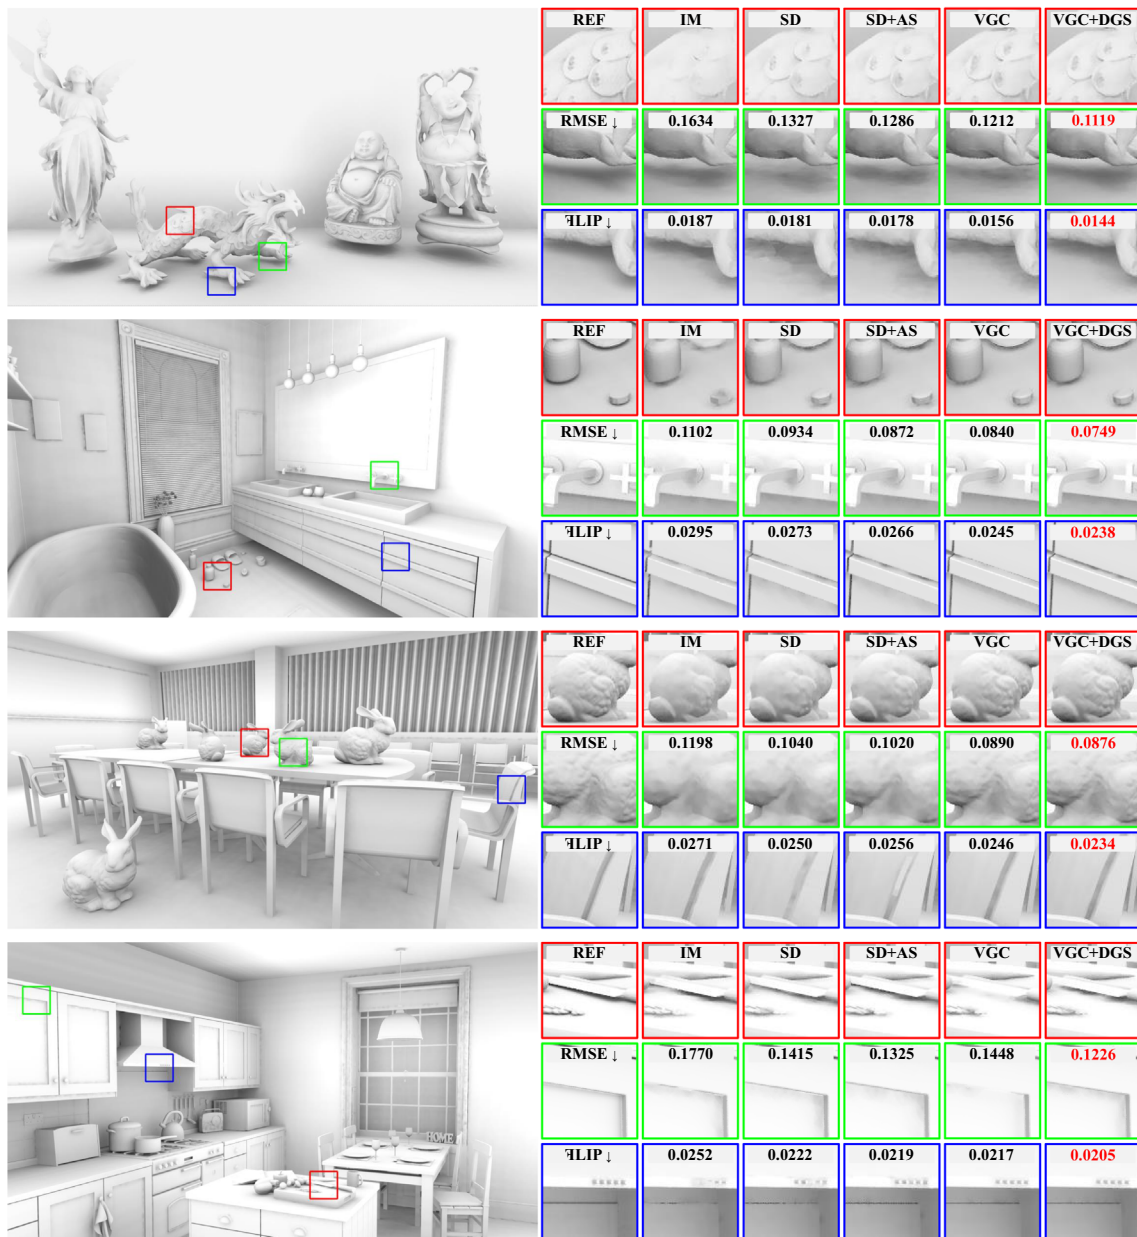 REF IM SD SD+AS VGC VGC+DGS
RMSE ↓ 0.1634 0.1327 0.1286 0.1212 0.1119
ꟻLIP ↓ 0.0187 0.0181 0.0178 0.0156 0.0144
REF IM SD SD+AS VGC VGC+DGS
RMSE ↓ 0.1102 0.0934 0.0872 0.0840 0.0749
ꟻLIP ↓ 0.0295 0.0273 0.0266 0.0245 0.0238
REF IM SD SD+AS VGC VGC+DGS
RMSE ↓ 0.1198 0.1040 0.1020 0.0890 0.0876
ꟻLIP ↓ 0.0271 0.0250 0.0256 0.0246 0.0234
REF IM SD SD+AS VGC VGC+DGS
RMSE ↓ 0.1770 0.1415 0.1325 0.1448 0.1226
HOME
ꟻLIP ↓ 0.0252 0.0222 0.0219 0.0217 0.0205